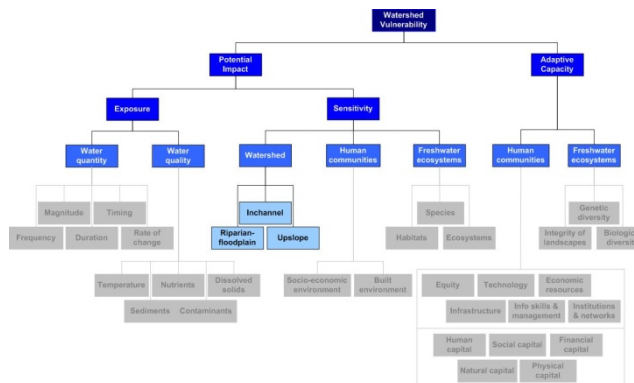 Watershed
Vulnerability
Potential
Impact
Adaptive
Capacity
Exposure
Sensitivity
Water
quantity
Water
quality
Watershed
Human
communities
Freshwater
ecosystems
Human
communities
Freshwater
ecosystems
Magnitude
Timing
Frequency
Duration
Rate of
change
Inchannel
Riparian-
floodplain
Upslope
Species
Habitats
Ecosystems
Genetic
diversity
Integrity of
landscapes
Biologic
diversi
Temperature
Nutrients
Dissolved
solids
Sediments
Contaminants
Socio-economic
environment
Built
environment
Equity
Technology
Economic
resources
Infrastructure
Info skills &
management
Institutions
& networks
Human
capital
Social capital
Financial
capital
Natural capital
Physical
capital